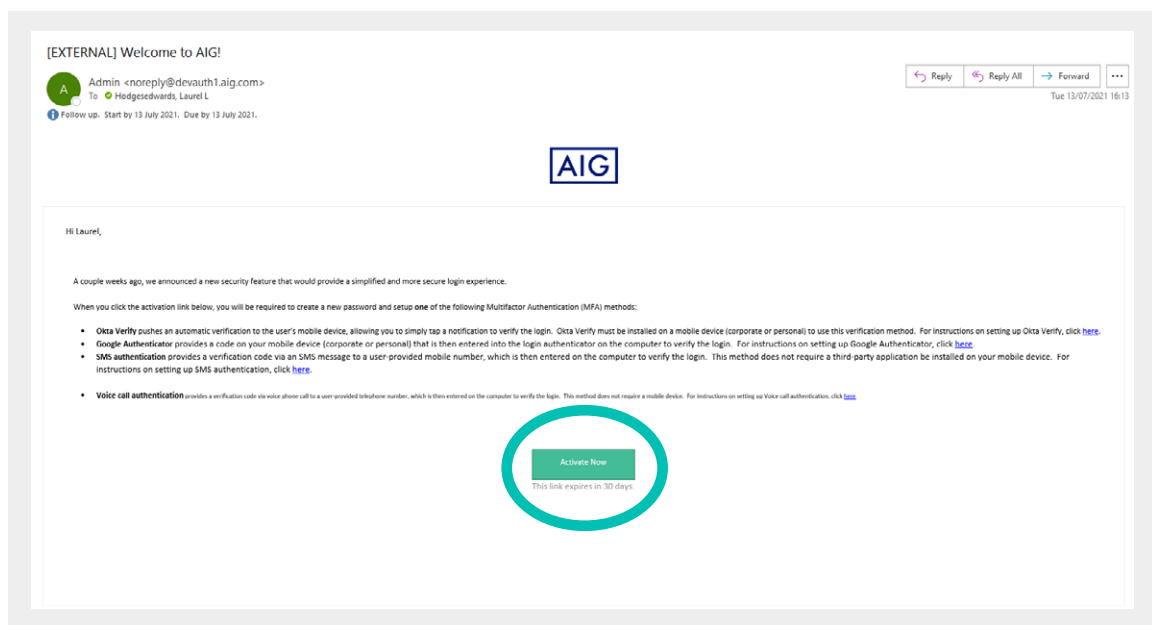 [EXTERNAL] Welcome to AIG!
A
Admin <noreply@devauth1.aig.com>
To Hodgesedwards, Laurel L
Reply Reply All Forward
Tue 13/07/2021 16:13
Follow up. Start by 13 July 2021. Due by 13 July 2021.
AIG
Hi Laurel,
A couple weeks ago, we announced a new security feature that would provide a simplified and more secure login experience.
When you click the activation link below, you will be required to create a new password and setup one of the following Multifactor Authentication (MFA) methods:
• Okta Verify pushes an automatic verification to the user's mobile device, allowing you to simply tap a notification to verify the login. Okta Verify must be installed on a mobile device (corporate or personal) to use this verification method. For instructions on setting up Okta Verify, click here.
• Google Authenticator provides a code on your mobile device (corporate or personal) that is then entered into the login authenticator on the computer to verify the login. For instructions on setting up Google Authenticator, click here.
• SMS authentication provides a verification code via an SMS message to a user-provided mobile number, which is then entered on the computer to verify the login. This method does not require a third-party application be installed on your mobile device. For
instructions on setting up SMS authentication, click here.
• Voice call authentication provides a verification code via voice phone call to a user-provided telephone number, which is then entered on the computer to verify the login. This method does not require a mobile device. For instructions on setting up Voice call authentication, click here
Activate Now
This link expires in 30 days.